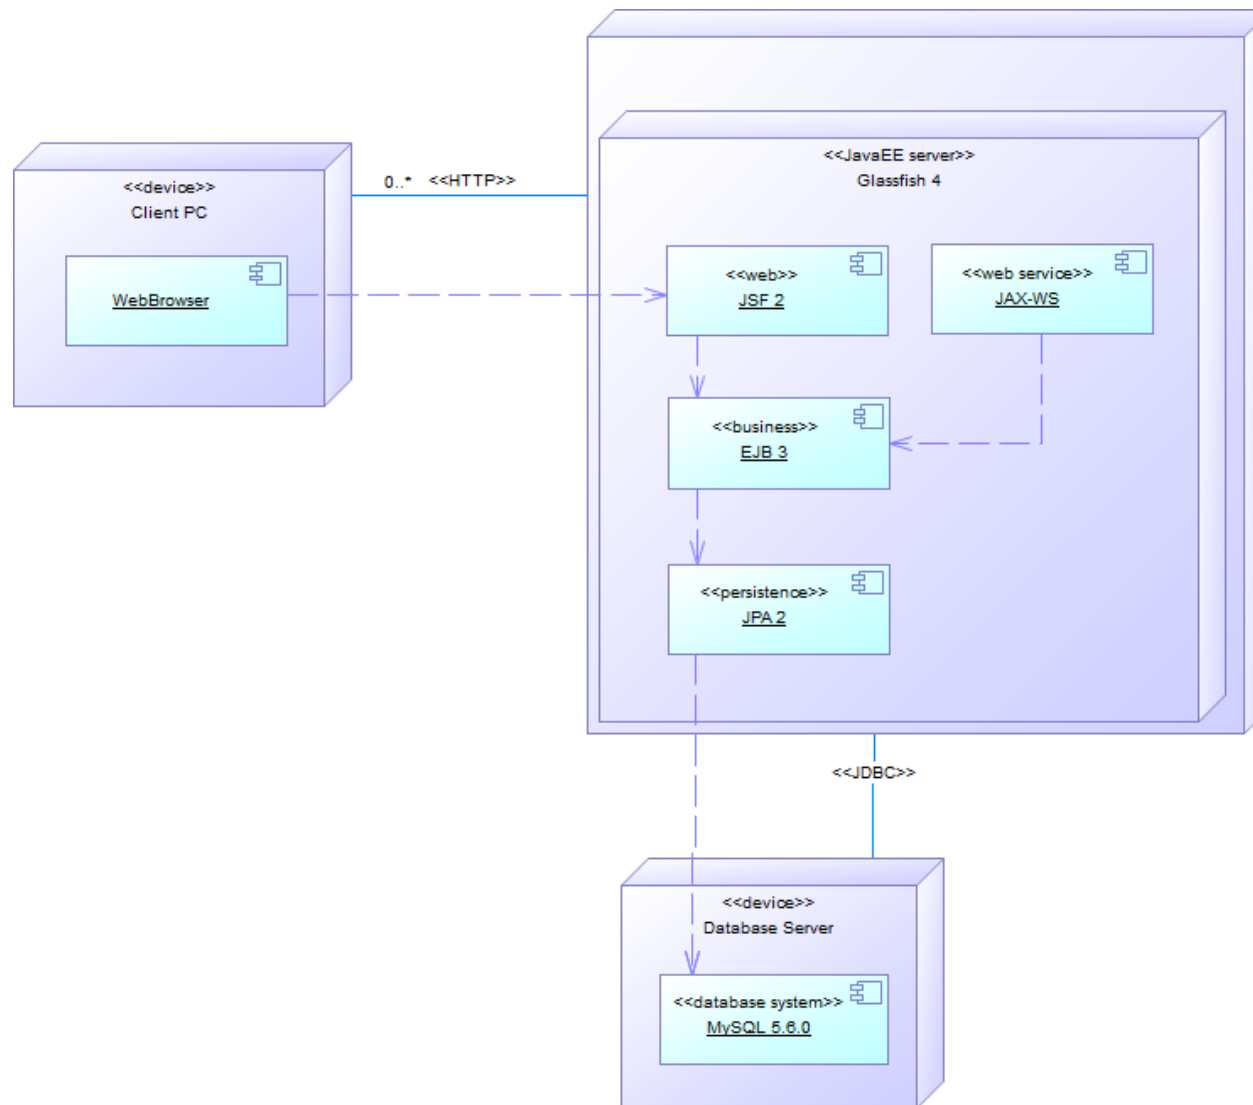 <<JavaEE server>>
Glassfish 4
<<device>>
Client PC
0..* <<HTTP>>
WebBrowser
<<web>>
JSF 2
<<web service>>
JAX-WS
<<business>>
EJB 3
<<persistence>>
JPA 2
<<JDBC>>
<<device>>
Database Server
<<database system>>
MySQL 5.6.0